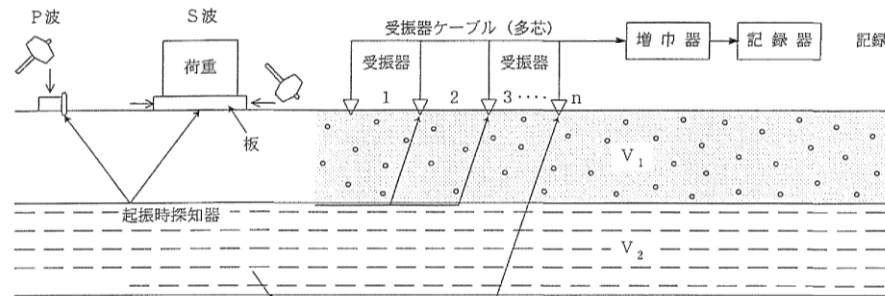 P波
S波
受振器ケーブル（多芯）
増巾器
記録器
記録
荷重
受振器
受振器
1
2
3‥‥
n
板
V₁
起振時探知器
V₂